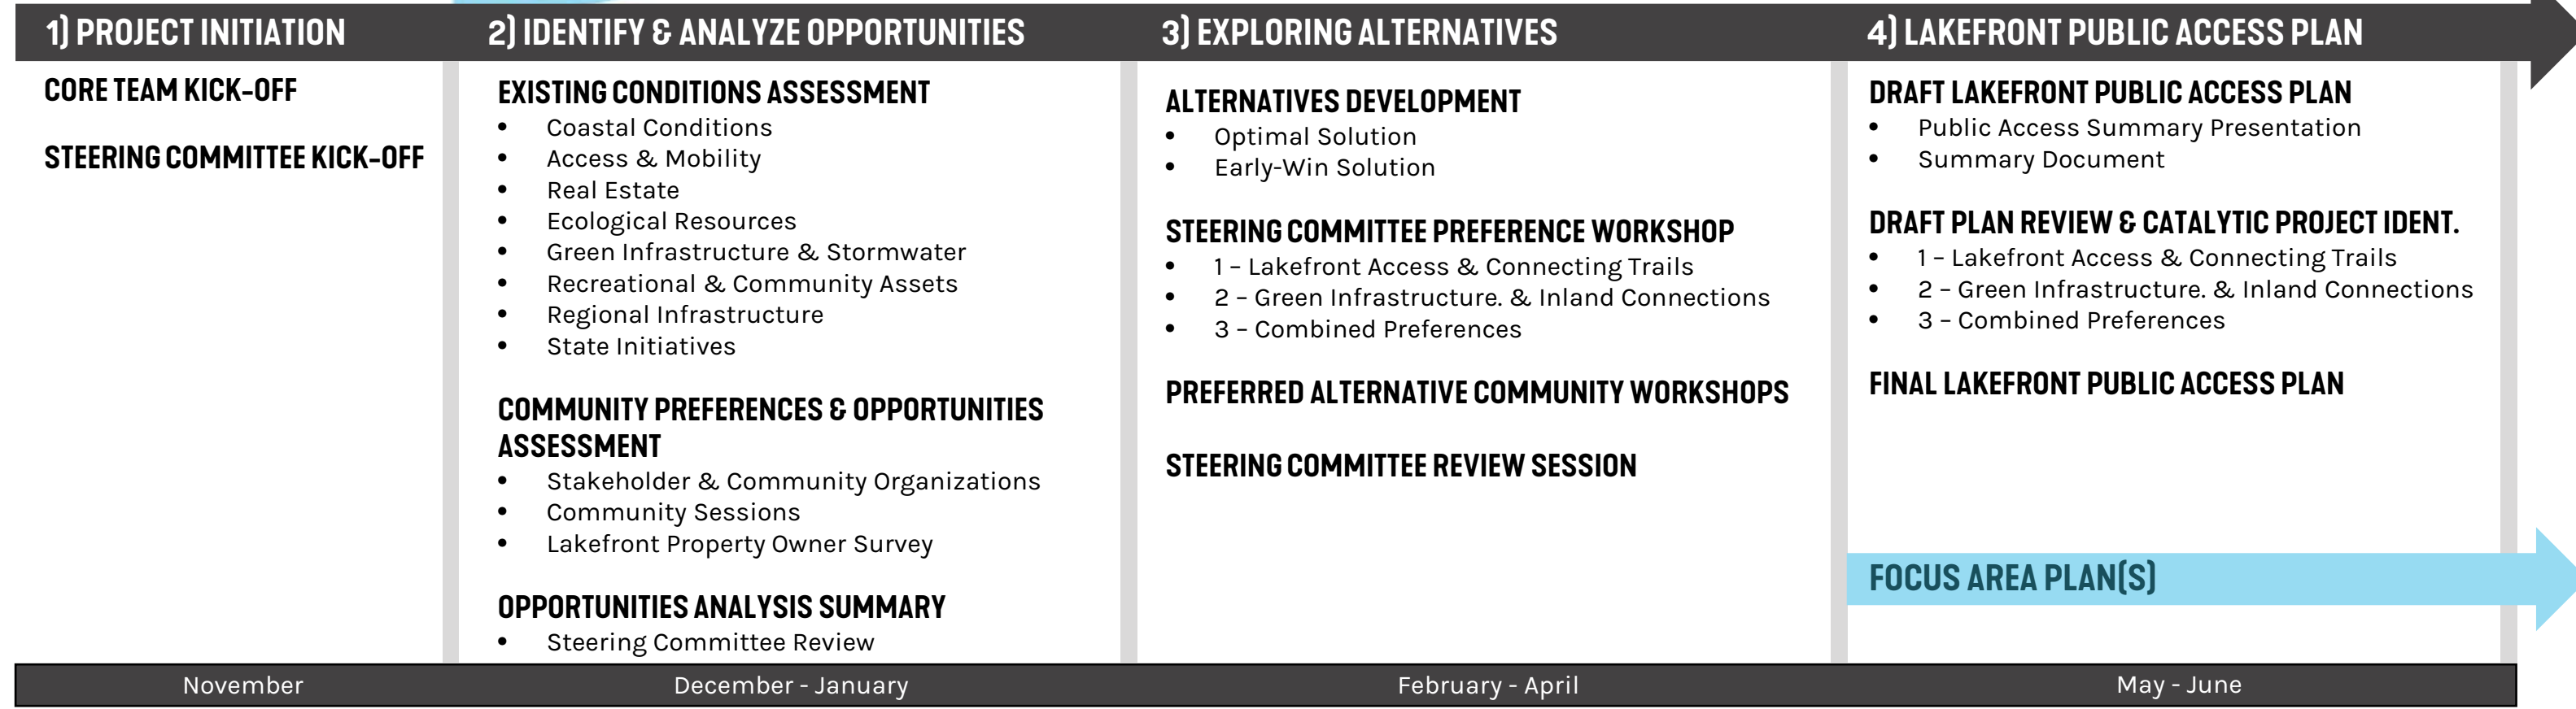 1) PROJECT INITIATION
CORE TEAM KICK-OFF
STEERING COMMITTEE KICK-OFF
November
2) IDENTIFY & ANALYZE OPPORTUNITIES
EXISTING CONDITIONS ASSESSMENT
• Coastal Conditions
• Access & Mobility
• Real Estate
• Ecological Resources
• Green Infrastructure & Stormwater
• Recreational & Community Assets
• Regional Infrastructure
• State Initiatives
COMMUNITY PREFERENCES & OPPORTUNITIES
ASSESSMENT
• Stakeholder & Community Organizations
• Community Sessions
• Lakefront Property Owner Survey
OPPORTUNITIES ANALYSIS SUMMARY
• Steering Committee Review
December - January
3) EXPLORING ALTERNATIVES
ALTERNATIVES DEVELOPMENT
• Optimal Solution
• Early-Win Solution
STEERING COMMITTEE PREFERENCE WORKSHOP
• 1 – Lakefront Access & Connecting Trails
• 2 – Green Infrastructure. & Inland Connections
• 3 – Combined Preferences
PREFERRED ALTERNATIVE COMMUNITY WORKSHOPS
STEERING COMMITTEE REVIEW SESSION
February - April
4) LAKEFRONT PUBLIC ACCESS PLAN
DRAFT LAKEFRONT PUBLIC ACCESS PLAN
• Public Access Summary Presentation
• Summary Document
DRAFT PLAN REVIEW & CATALYTIC PROJECT IDENT.
• 1 – Lakefront Access & Connecting Trails
• 2 – Green Infrastructure. & Inland Connections
• 3 – Combined Preferences
FINAL LAKEFRONT PUBLIC ACCESS PLAN
FOCUS AREA PLAN(S)
May - June